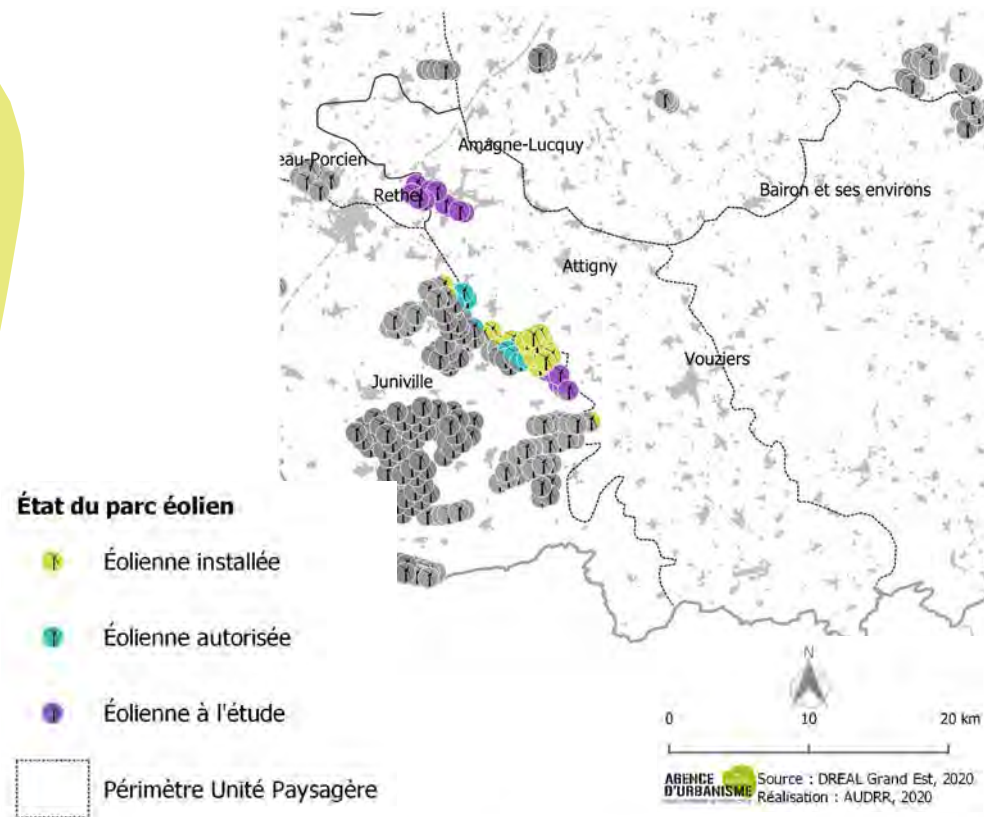 Amagne-Lucquy
eau-Porcien
Rethel
Bairon et ses environs
Attigny
Vouziers
Juniville
État du parc éolien
Éolienne installée
Éolienne autorisée
Éolienne à l'étude
Périmètre Unité Paysagère
N
0 10 20 km
AGENCE
D'URBANISME
Source : DREAL Grand Est, 2020
Réalisation : AUDRR, 2020